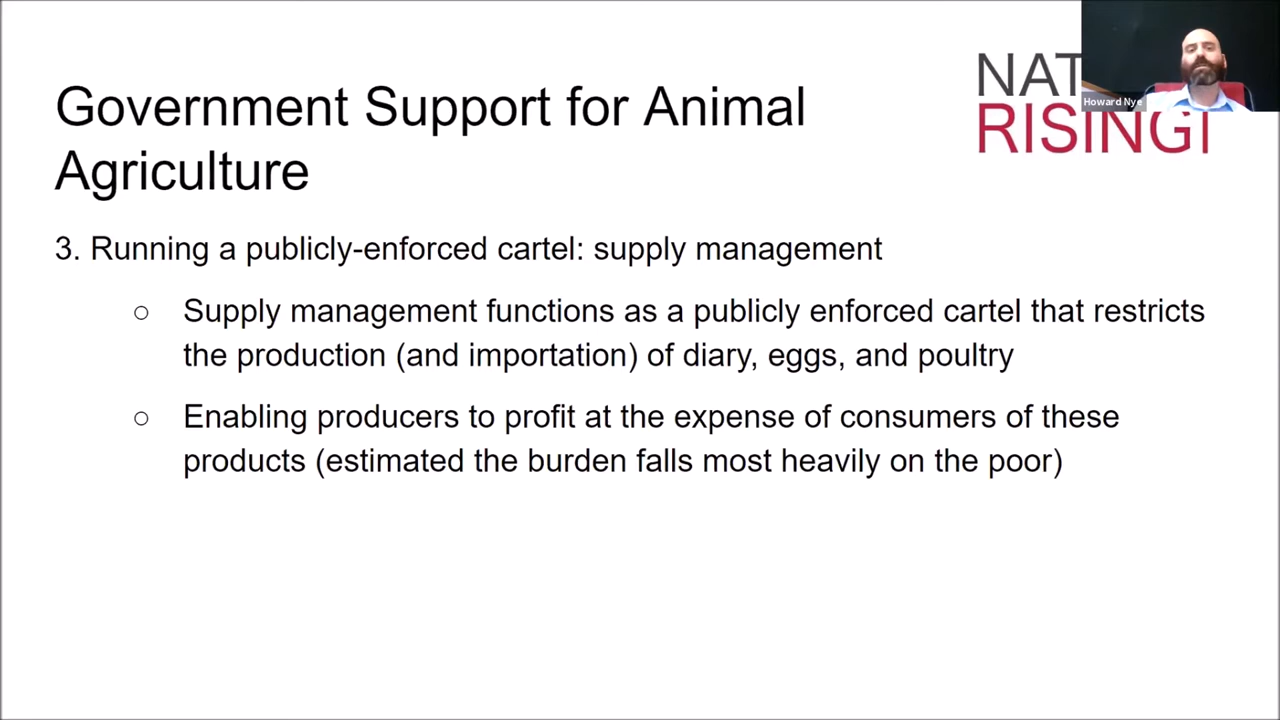 Government Support for Animal
Agriculture
NAT
RISING!
Howard Nye
3. Running a publicly-enforced cartel: supply management
○ Supply management functions as a publicly enforced cartel that restricts
the production (and importation) of diary, eggs, and poultry
○ Enabling producers to profit at the expense of consumers of these
products (estimated the burden falls most heavily on the poor)